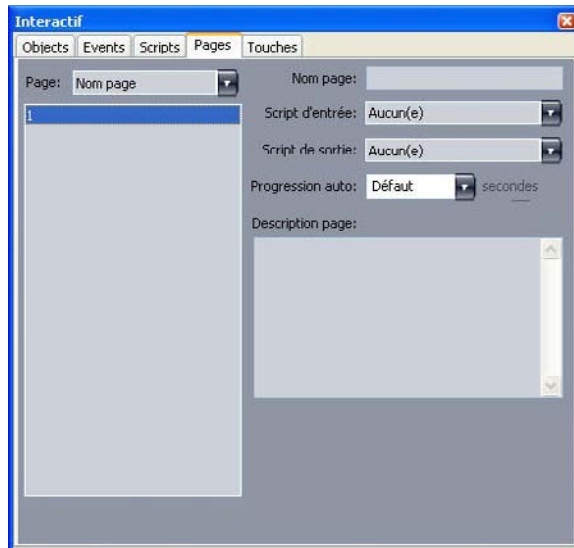 Interactif
Objects Events Scripts Pages Touches
Page: Nom page
1
Nom page:
Script d'entrée: Aucun(e)
Script de sortie: Aucun(e)
Progression auto: Défaut secondes
Description page: